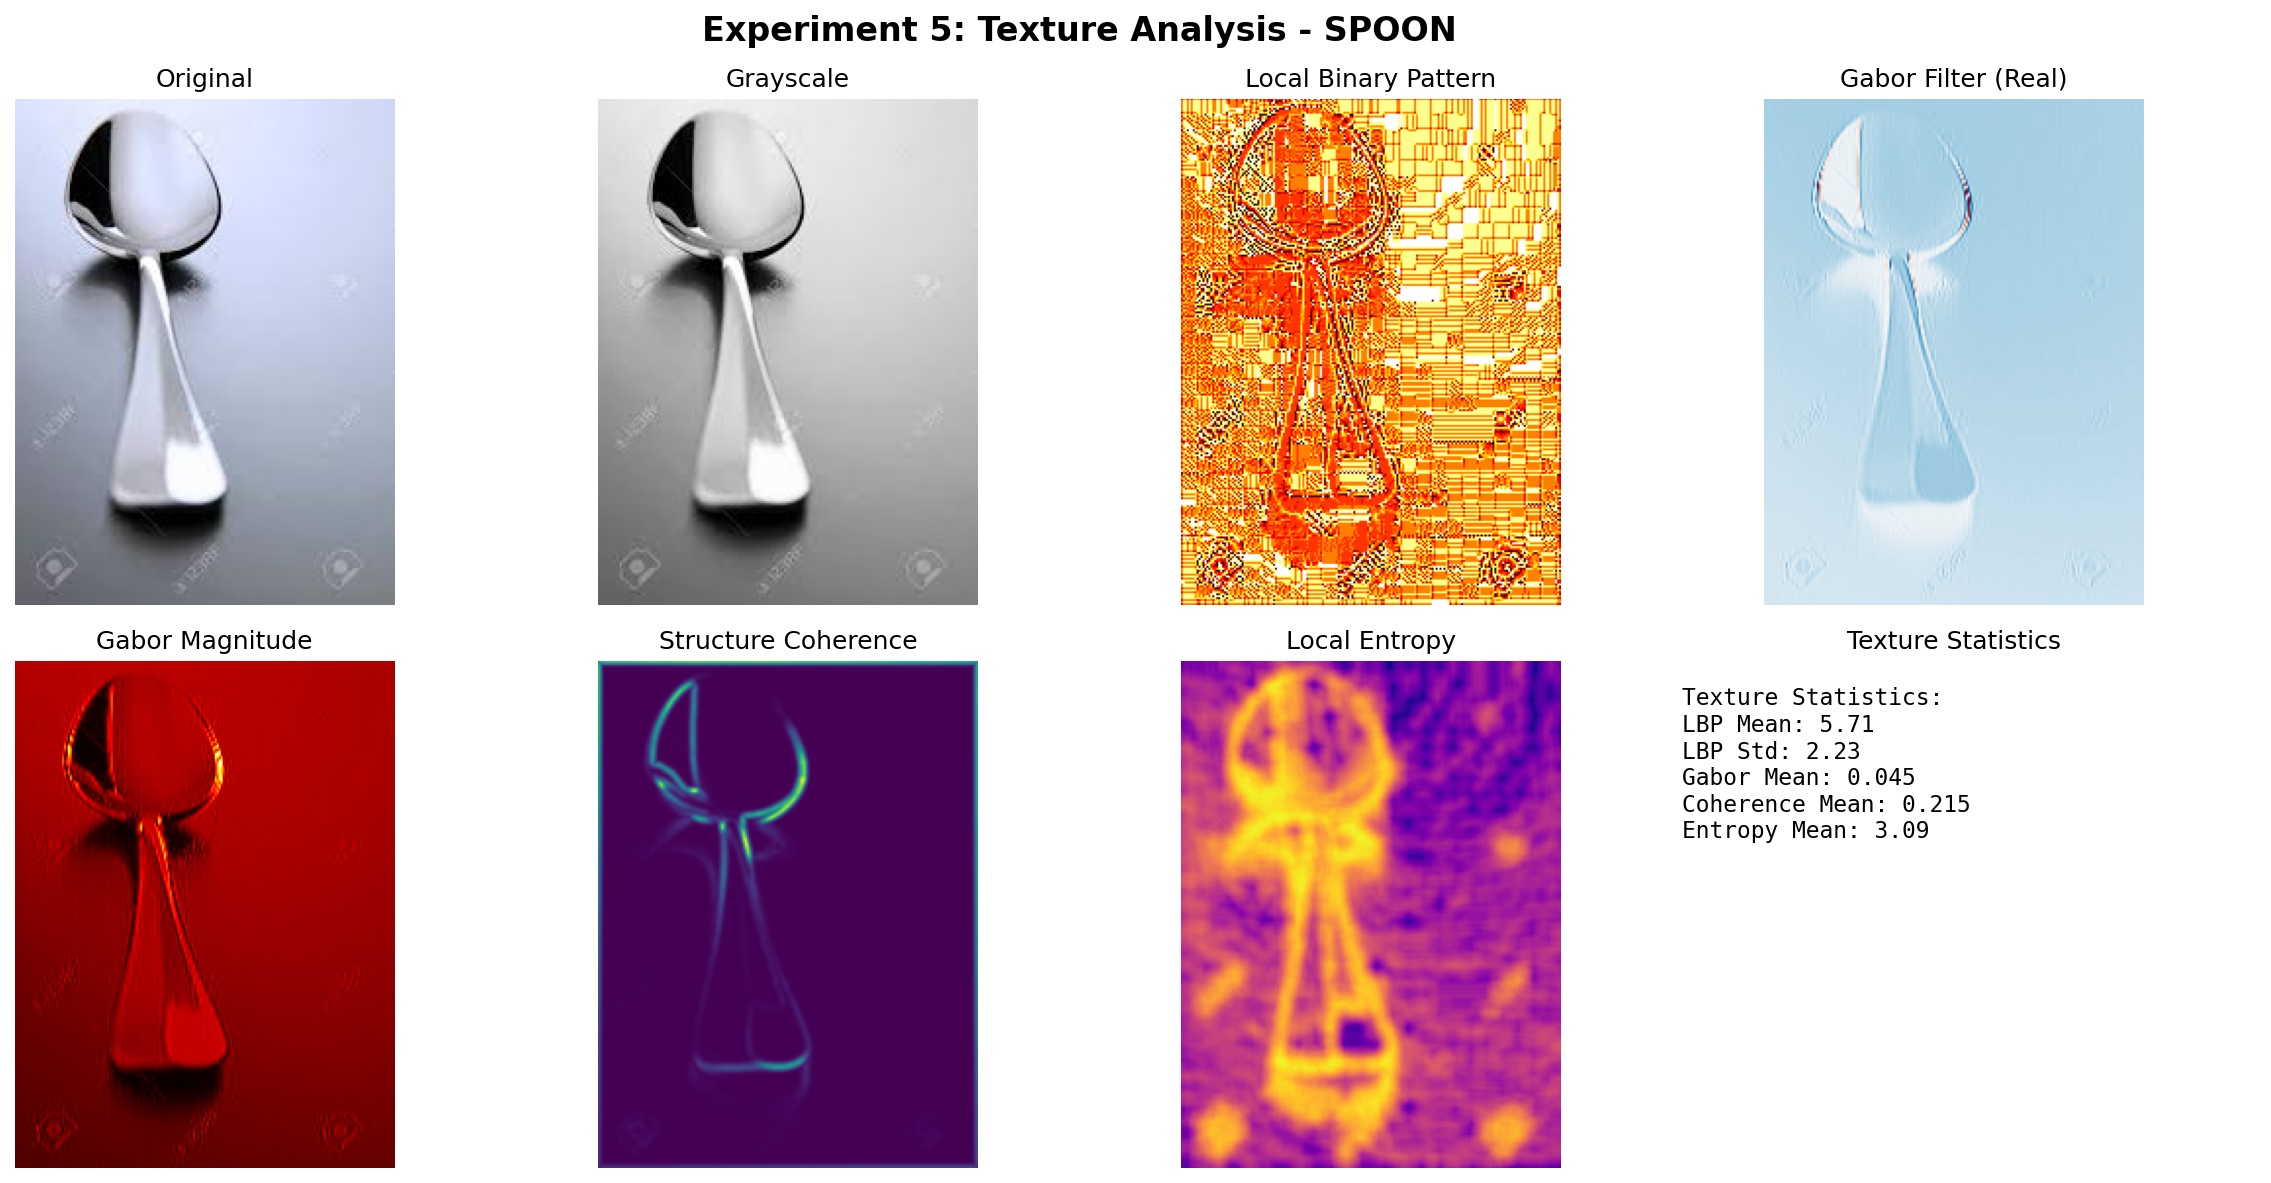 Experiment 5: Texture Analysis - SPOON
Original
Grayscale
Local Binary Pattern
Gabor Filter (Real)
Gabor Magnitude
Structure Coherence
Local Entropy
Texture Statistics
Texture Statistics:
LBP Mean: 5.71
LBP Std: 2.23
Gabor Mean: 0.045
Coherence Mean: 0.215
Entropy Mean: 3.09